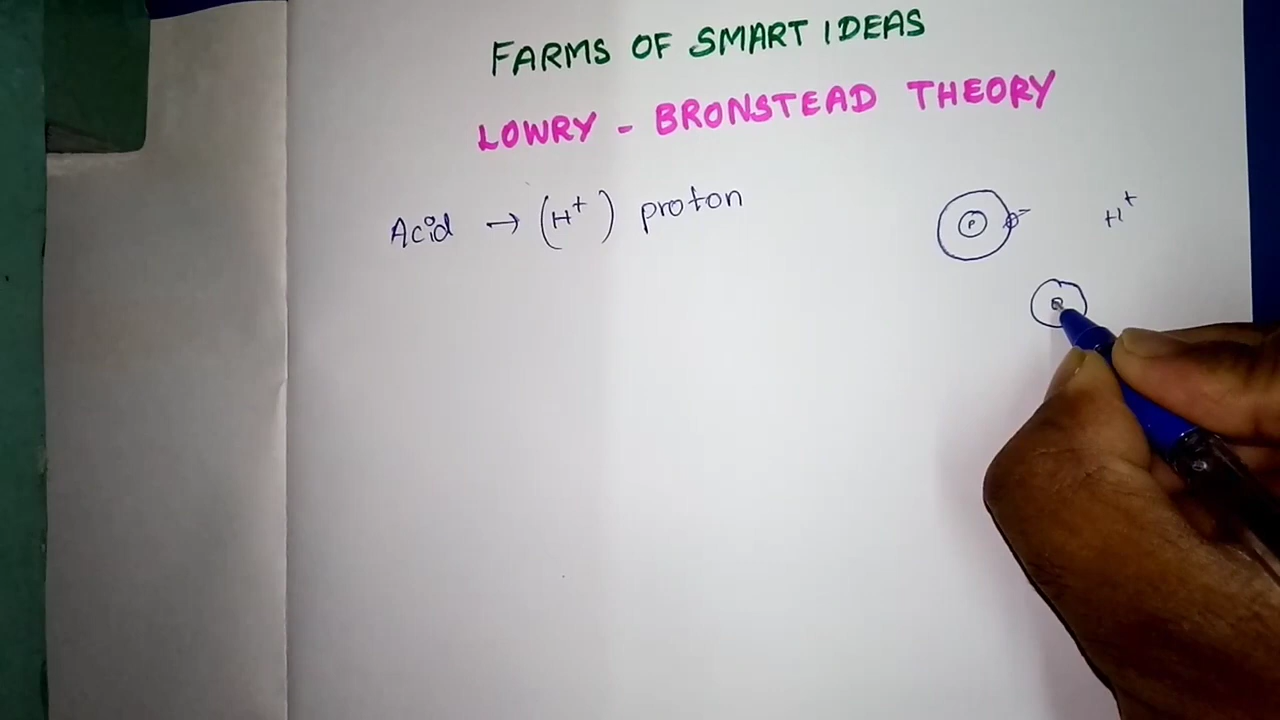 FARMS OF SMART IDEAS
LOWRY - BRONSTEAD THEORY
Acid → (H⁺) proton
P e⁻ H⁺